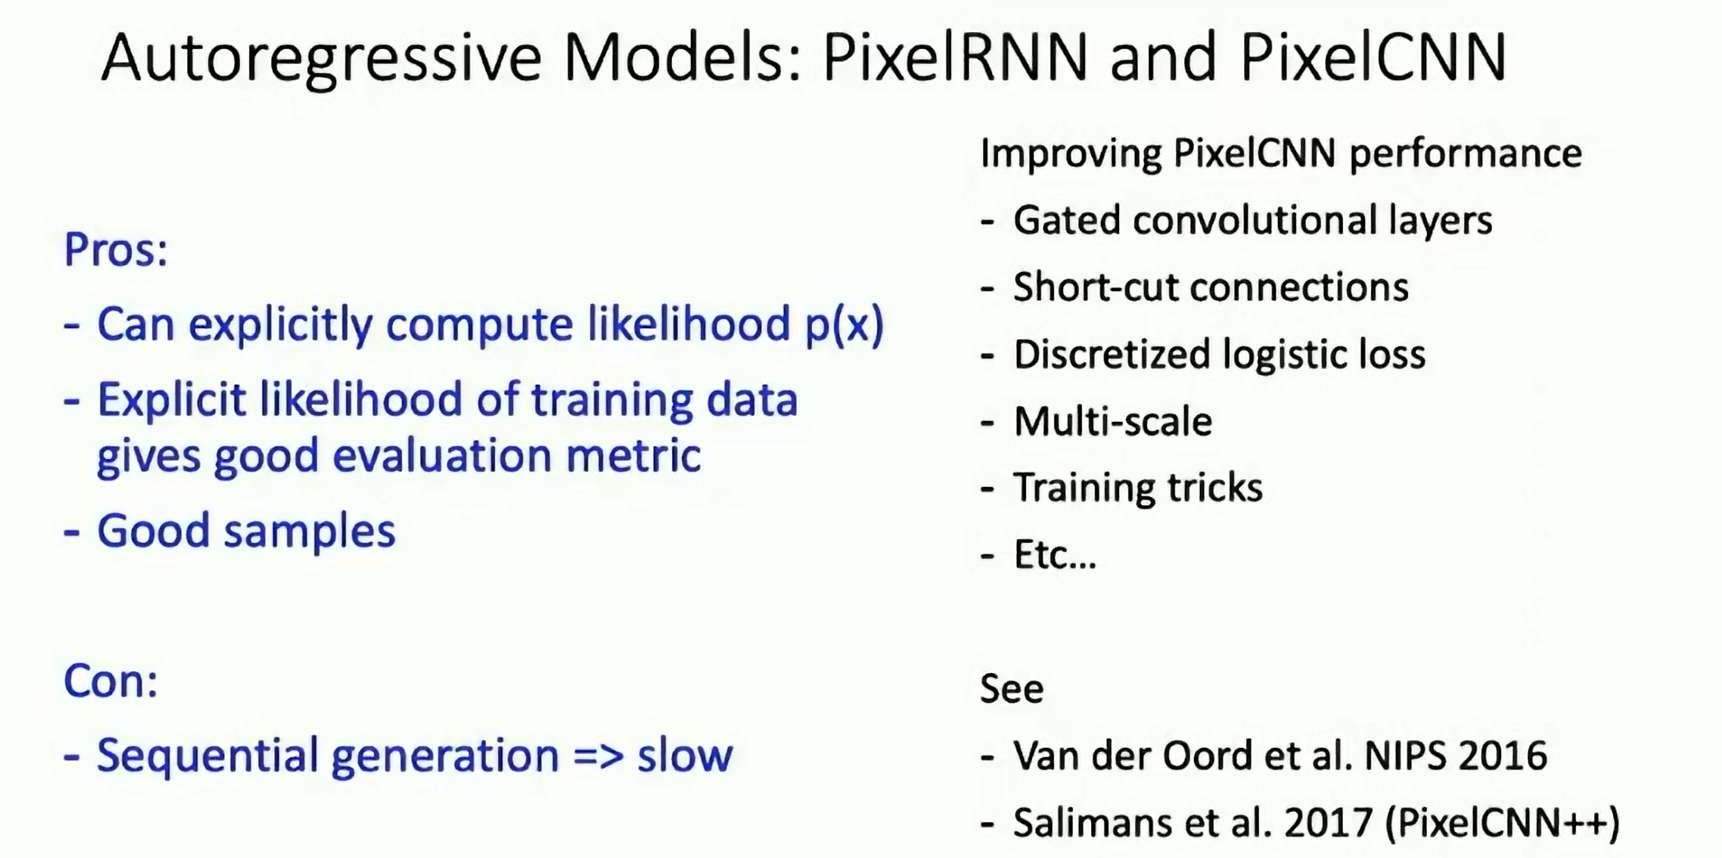 Autoregressive Models: PixelRNN and PixelCNN
Pros:
- Can explicitly compute likelihood p(x)
- Explicit likelihood of training data
gives good evaluation metric
- Good samples
Con:
- Sequential generation => slow
Improving PixelCNN performance
- Gated convolutional layers
- Short-cut connections
- Discretized logistic loss
- Multi-scale
- Training tricks
- Etc...
See
- Van der Oord et al. NIPS 2016
- Salimans et al. 2017 (PixelCNN++)